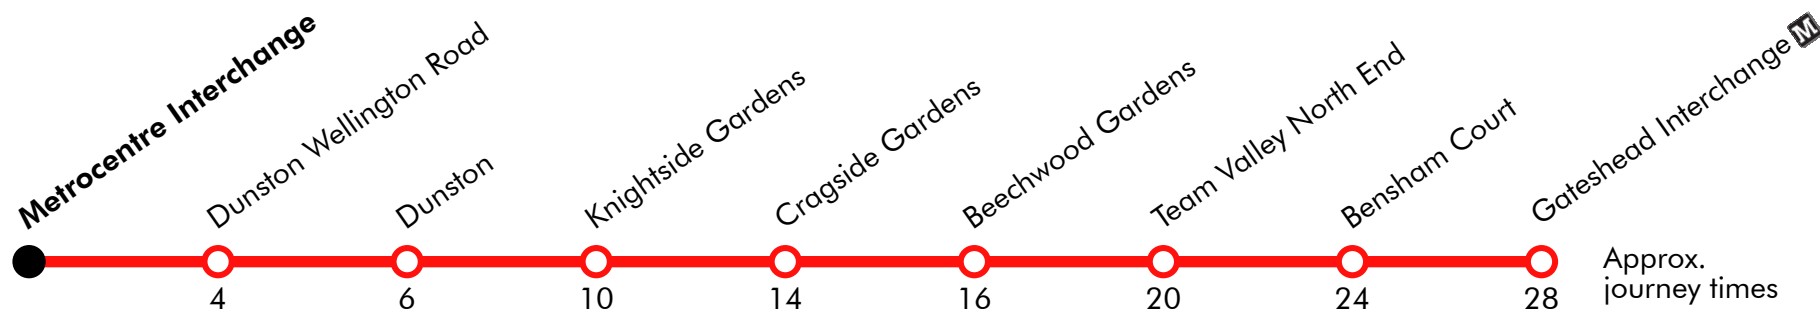 Metrocentre Interchange
Dunston Wellington Road
Dunston
Knightside Gardens
Cragside Gardens
Beechwood Gardens
Team Valley North End
Bensham Court
Gateshead Interchange M
4 6 10 14 16 20 24 28
Approx.
journey times